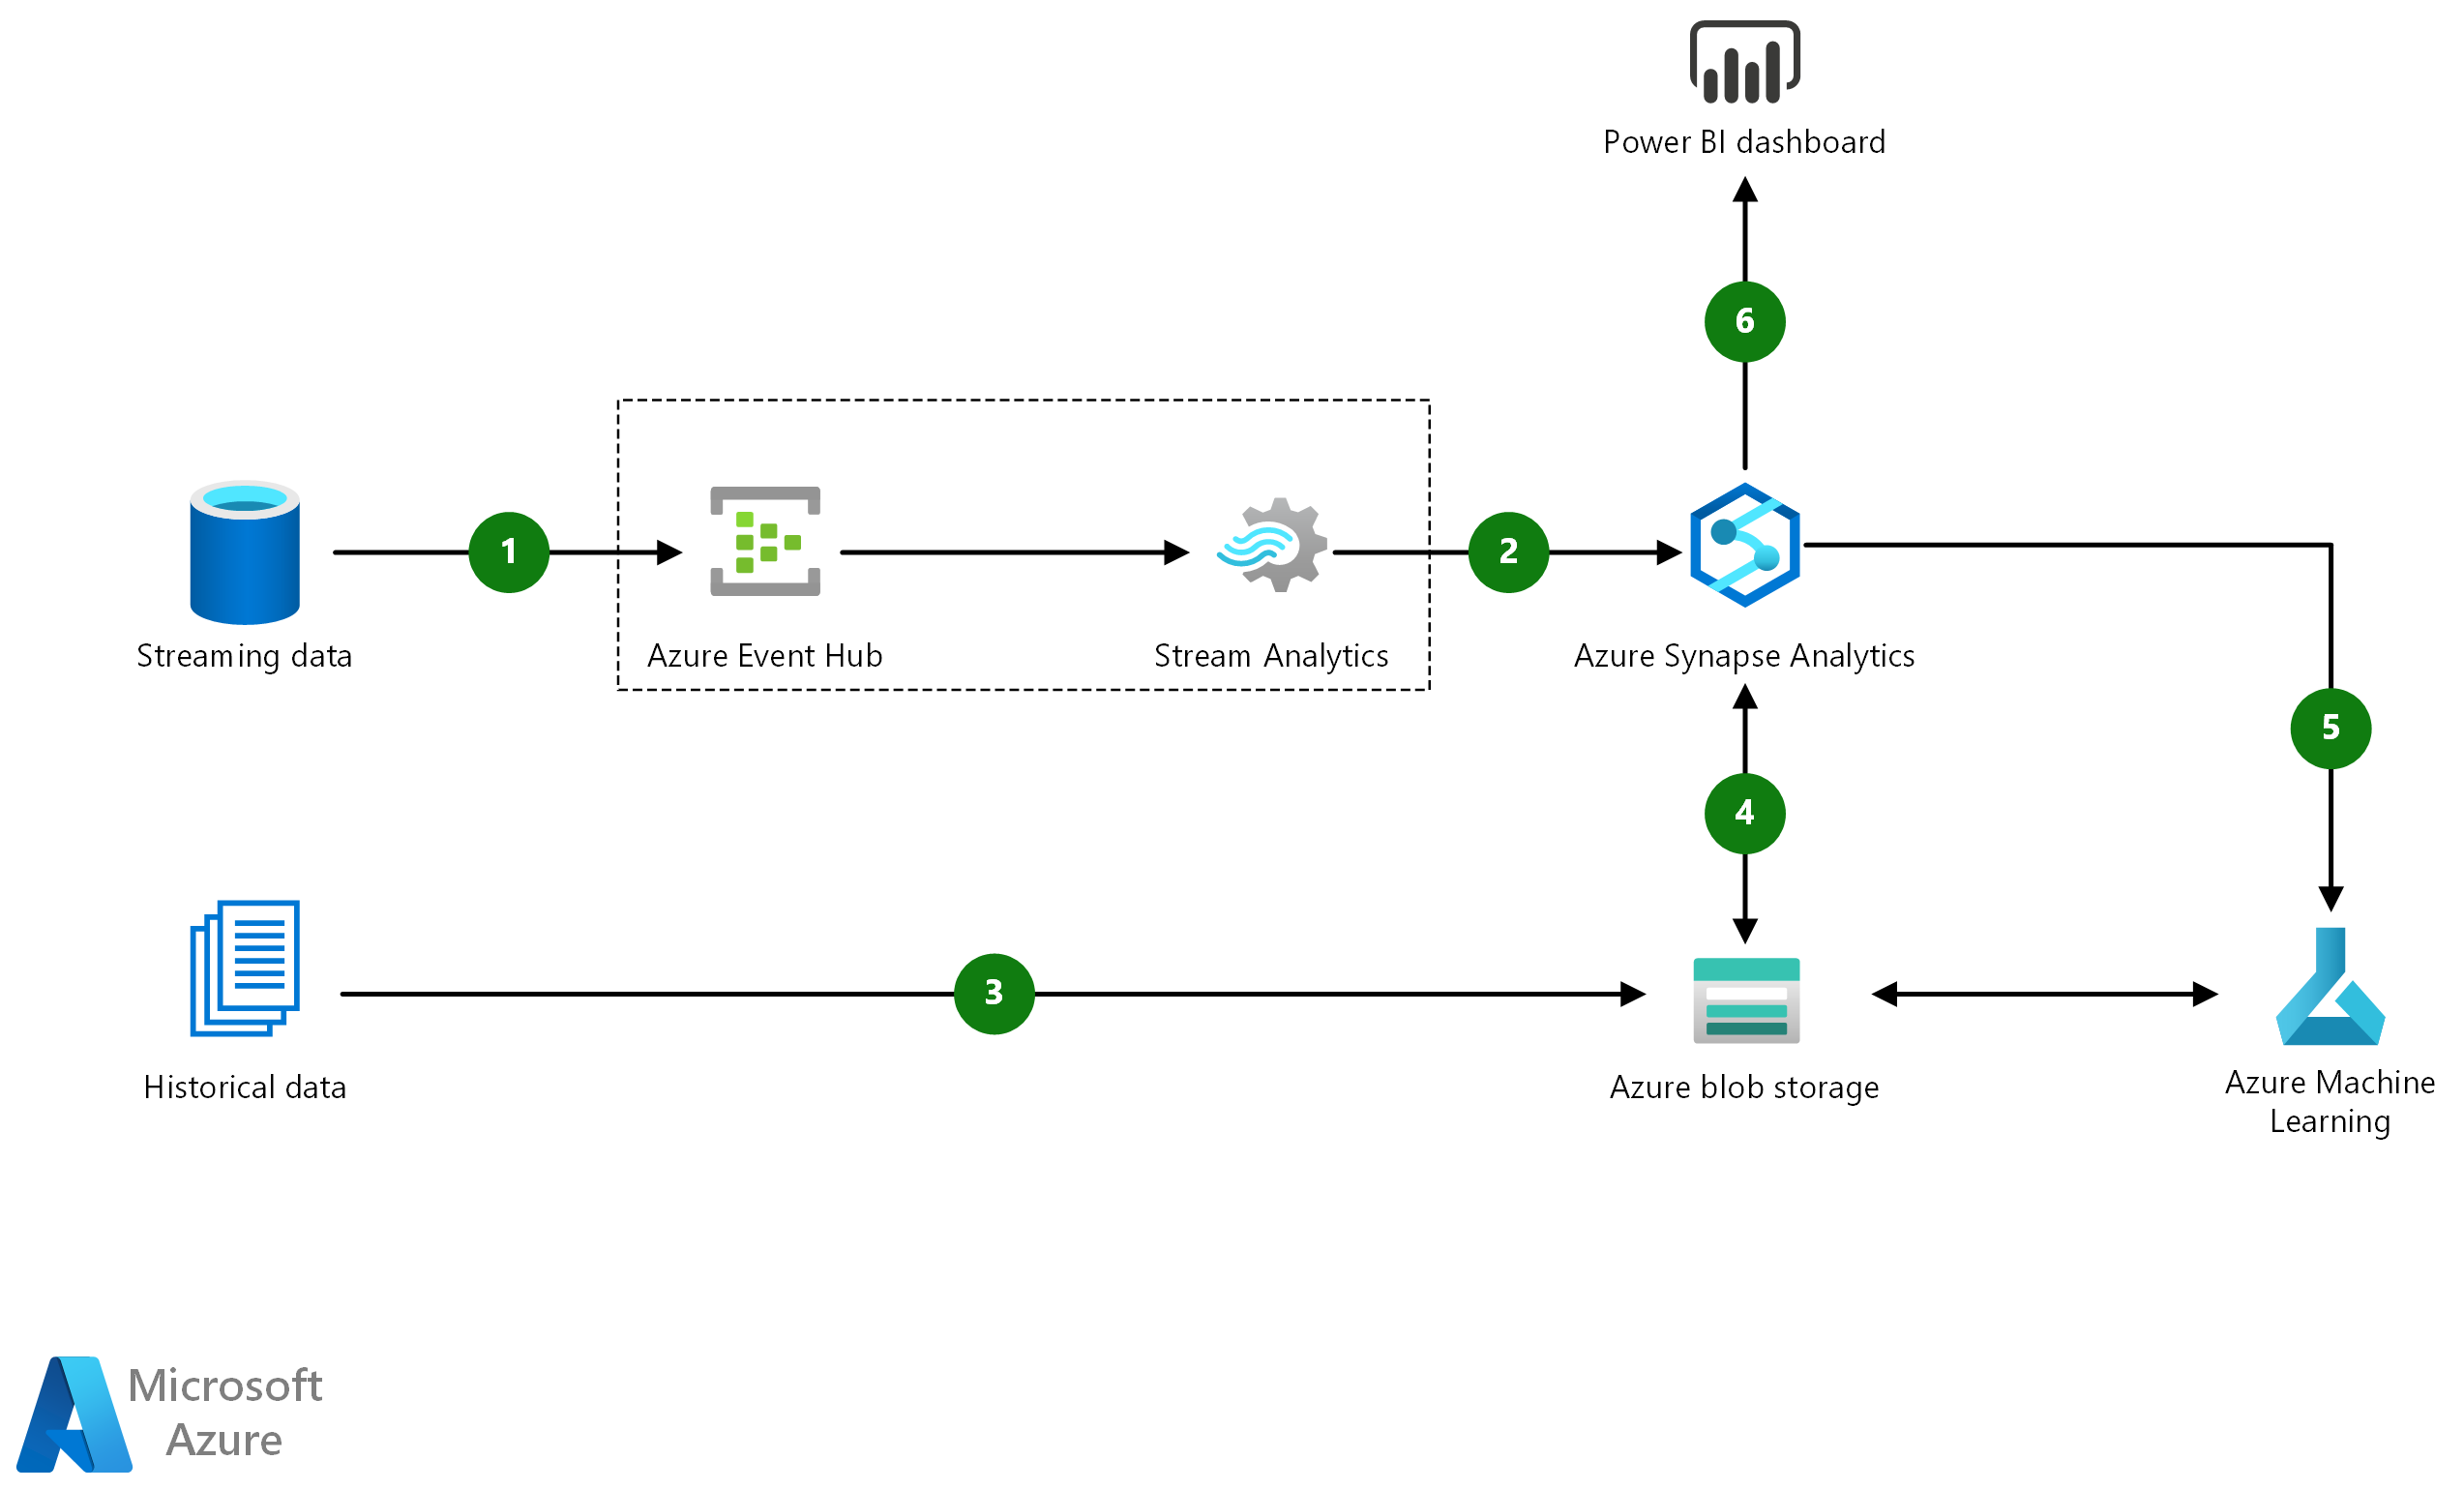 Power BI dashboard
6
1
2
Streaming data
Azure Event Hub
Stream Analytics
Azure Synapse Analytics
5
4
3
Historical data
Azure blob storage
Azure Machine
Learning
Microsoft
Azure